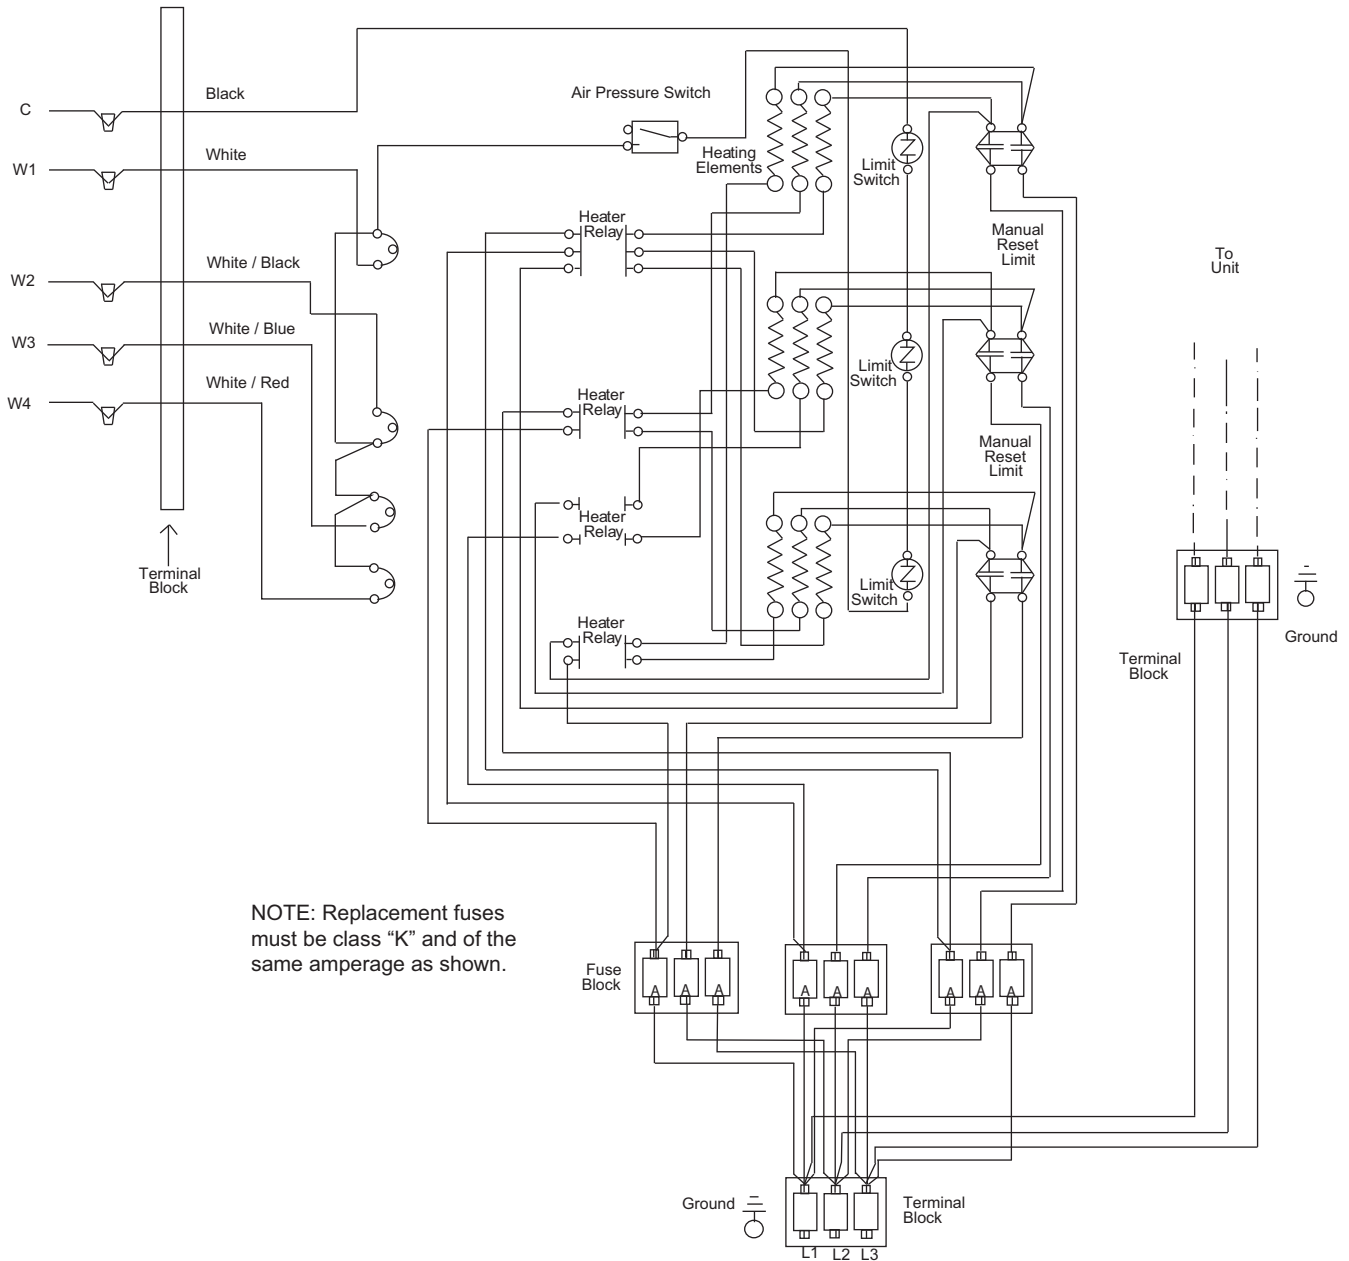 C
Black
Air Pressure Switch
W1
White
Heating
Elements
Limit
Switch
Heater
Relay
Manual
Reset
Limit
To
Unit
W2
White / Black
W3
White / Blue
W4
White / Red
Limit
Switch
Heater
Relay
Manual
Reset
Limit
Heater
Relay
Terminal
Block
Limit
Switch
Heater
Relay
Ground
Terminal
Block
NOTE: Replacement fuses
must be class “K” and of the
same amperage as shown.
Fuse
Block
A A A
A A A
A A A
Ground
Terminal
Block
L1 L2 L3